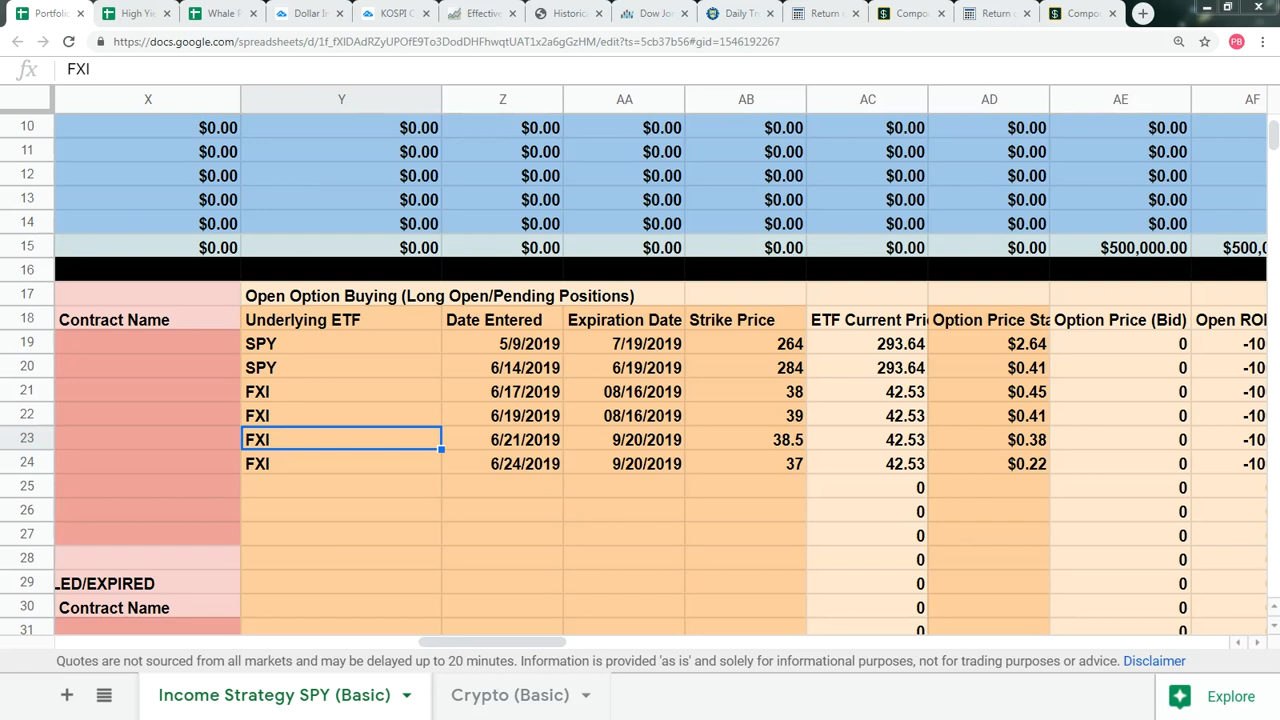 Portfolic High Yie Whale P Dollar In KOSPI C Effective Historic Dow Jon Daily Tr Return c Compou Return c Compou
https://docs.google.com/spreadsheets/d/1f_fXIDAdRZyUPOfE9To3DodDHFhwqtUAT1x2a6gGzHM/edit?ts=5cb37b56#gid=1546192267
PB
fx FXI
X Y Z AA AB AC AD AE AF
10 $0.00 $0.00 $0.00 $0.00 $0.00 $0.00 $0.00 $0.00
11 $0.00 $0.00 $0.00 $0.00 $0.00 $0.00 $0.00 $0.00
12 $0.00 $0.00 $0.00 $0.00 $0.00 $0.00 $0.00 $0.00
13 $0.00 $0.00 $0.00 $0.00 $0.00 $0.00 $0.00 $0.00
14 $0.00 $0.00 $0.00 $0.00 $0.00 $0.00 $0.00 $0.00
15 $0.00 $0.00 $0.00 $0.00 $0.00 $0.00 $0.00 $500,000.00 $500,0
16
17 Open Option Buying (Long Open/Pending Positions)
18 Contract Name Underlying ETF Date Entered Expiration Date Strike Price ETF Current Pri Option Price Sta Option Price (Bid) Open ROI
19 SPY 5/9/2019 7/19/2019 264 293.64 $2.64 0 -10
20 SPY 6/14/2019 6/19/2019 284 293.64 $0.41 0 -10
21 FXI 6/17/2019 08/16/2019 38 42.53 $0.45 0 -10
22 FXI 6/19/2019 08/16/2019 39 42.53 $0.41 0 -10
23 FXI 6/21/2019 9/20/2019 38.5 42.53 $0.38 0 -10
24 FXI 6/24/2019 9/20/2019 37 42.53 $0.22 0 -10
25 0 0
26 0 0
27 0 0
28 0 0
29 LED/EXPIRED 0 0
30 Contract Name 0 0
31 0 0
Quotes are not sourced from all markets and may be delayed up to 20 minutes. Information is provided 'as is' and solely for informational purposes, not for trading purposes or advice. Disclaimer
Income Strategy SPY (Basic) Crypto (Basic) Explore